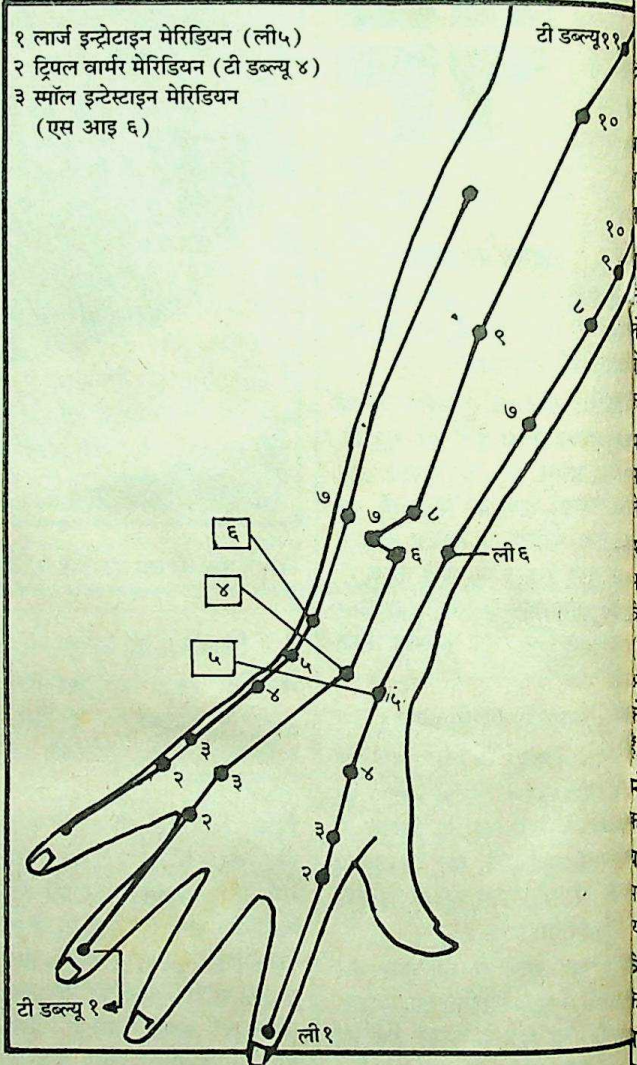 १ लार्ज इन्ट्रोटाइन मेरिडियन (ली५)
२ ट्रिपल वार्मर मेरिडियन (टी डब्ल्यू ४)
३ स्मॉल इन्टेस्टाइन मेरिडियन
(एस आइ ६)
टी डब्ल्यू ११
१०
१०
९
८
९
७
७
८
७
६
ली ६
६
४
५
५
४
५
३
२
३
२
४
३
२
टी डब्ल्यू १
ली १